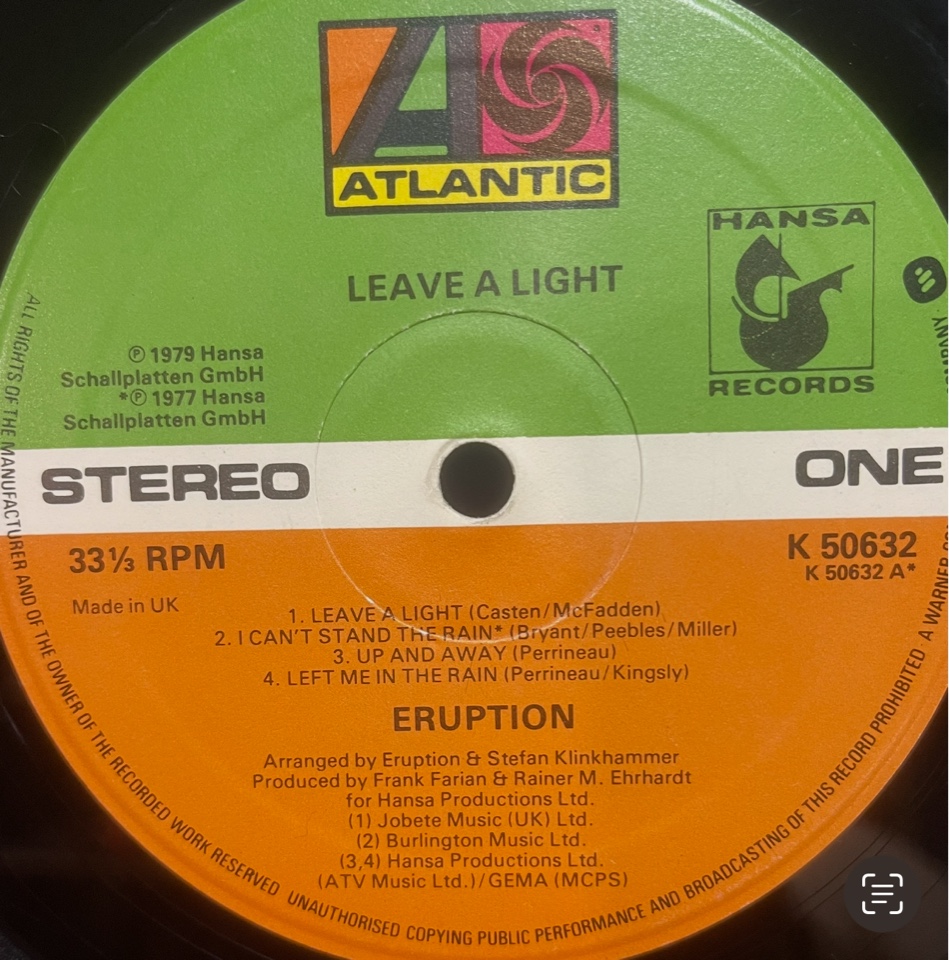 ATLANTIC
HANSA
RECORDS
LEAVE A LIGHT
℗ 1979 Hansa
Schallplatten GmbH
*℗ 1977 Hansa
Schallplatten GmbH
STEREO
ONE
33⅓ RPM
K 50632
K 50632 A*
Made in UK
1. LEAVE A LIGHT (Casten/McFadden)
2. I CAN'T STAND THE RAIN* (Bryant/Peebles/Miller)
3. UP AND AWAY (Perrineau)
4. LEFT ME IN THE RAIN (Perrineau/Kingsly)
ERUPTION
Arranged by Eruption & Stefan Klinkhammer
Produced by Frank Farian & Rainer M. Ehrhardt
for Hansa Productions Ltd.
(1) Jobete Music (UK) Ltd.
(2) Burlington Music Ltd.
(3,4) Hansa Productions Ltd.
(ATV Music Ltd.)/GEMA (MCPS)
ALL RIGHTS OF THE MANUFACTURER AND OF THE OWNER OF THE RECORDED WORK RESERVED UNAUTHORISED COPYING PUBLIC PERFORMANCE AND BROADCASTING OF THIS RECORD PROHIBITED. A WARNER